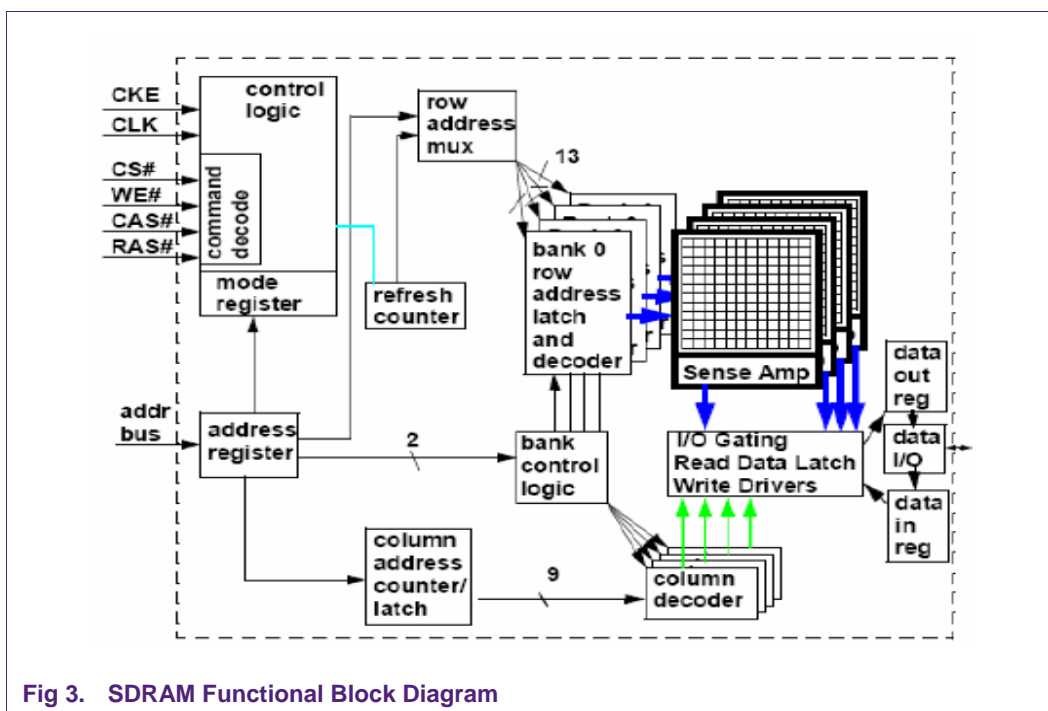 CKE
CLK
CS#
WE#
CAS#
RAS#
control
logic
command
decode
mode
register
row
address
mux
13
refresh
counter
bank 0
row
address
latch
and
decoder
Sense Amp
data
out
reg
data
I/O
data
in
reg
addr
bus
address
register
2
bank
control
logic
I/O Gating
Read Data Latch
Write Drivers
column
address
counter/
latch
9
column
decoder
Fig 3. SDRAM Functional Block Diagram